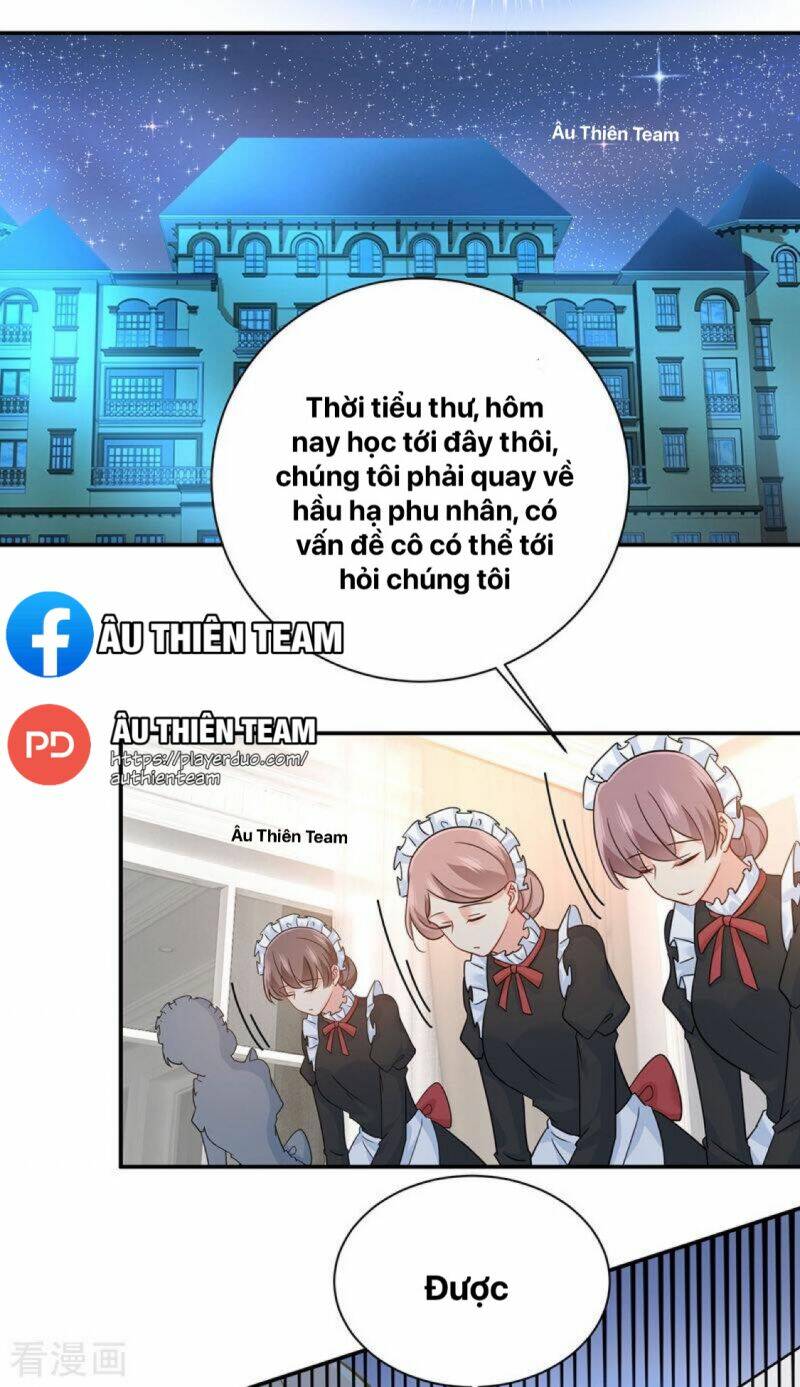 Âu Thiên Team
Thời tiểu thư, hôm
nay học tới đây thôi,
chúng tôi phải quay về
hầu hạ phu nhân, có
vấn đề cô có thể tới
hỏi chúng tôi
f ÂU THIÊN TEAM
PD ÂU THIÊN TEAM
https://playerduo.com/
authienteam
Âu Thiên Team
Được
看漫画